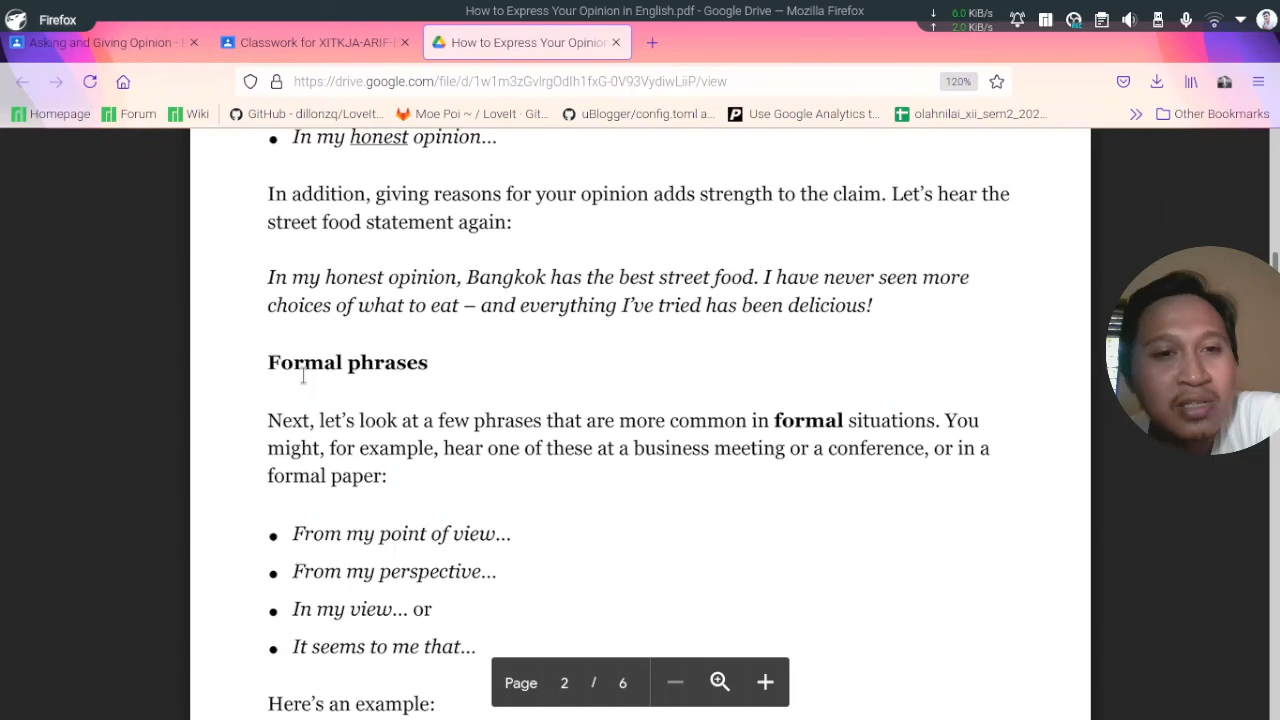 Firefox
How to Express Your Opinion in English.pdf - Google Drive — Mozilla Firefox
6.0 KiB/s
2.0 KiB/s
Asking and Giving Opinion -
Classwork for XITKJA-ARIF-
How to Express Your Opinion
https://drive.google.com/file/d/1w1m3zGvlrgOdIh1fxG-0V93VydiwLiiP/view
120%
Homepage
Forum
Wiki
GitHub - dillonzq/LoveIt...
Moe Poi ~ / LoveIt · Git...
uBlogger/config.toml a...
Use Google Analytics t...
olahnilai_xii_sem2_202...
Other Bookmarks
• In my honest opinion…
In addition, giving reasons for your opinion adds strength to the claim. Let’s hear the
street food statement again:
In my honest opinion, Bangkok has the best street food. I have never seen more
choices of what to eat – and everything I’ve tried has been delicious!
Formal phrases
Next, let’s look at a few phrases that are more common in formal situations. You
might, for example, hear one of these at a business meeting or a conference, or in a
formal paper:
• From my point of view…
• From my perspective…
• In my view… or
• It seems to me that…
Here’s an example:
Page 2 / 6